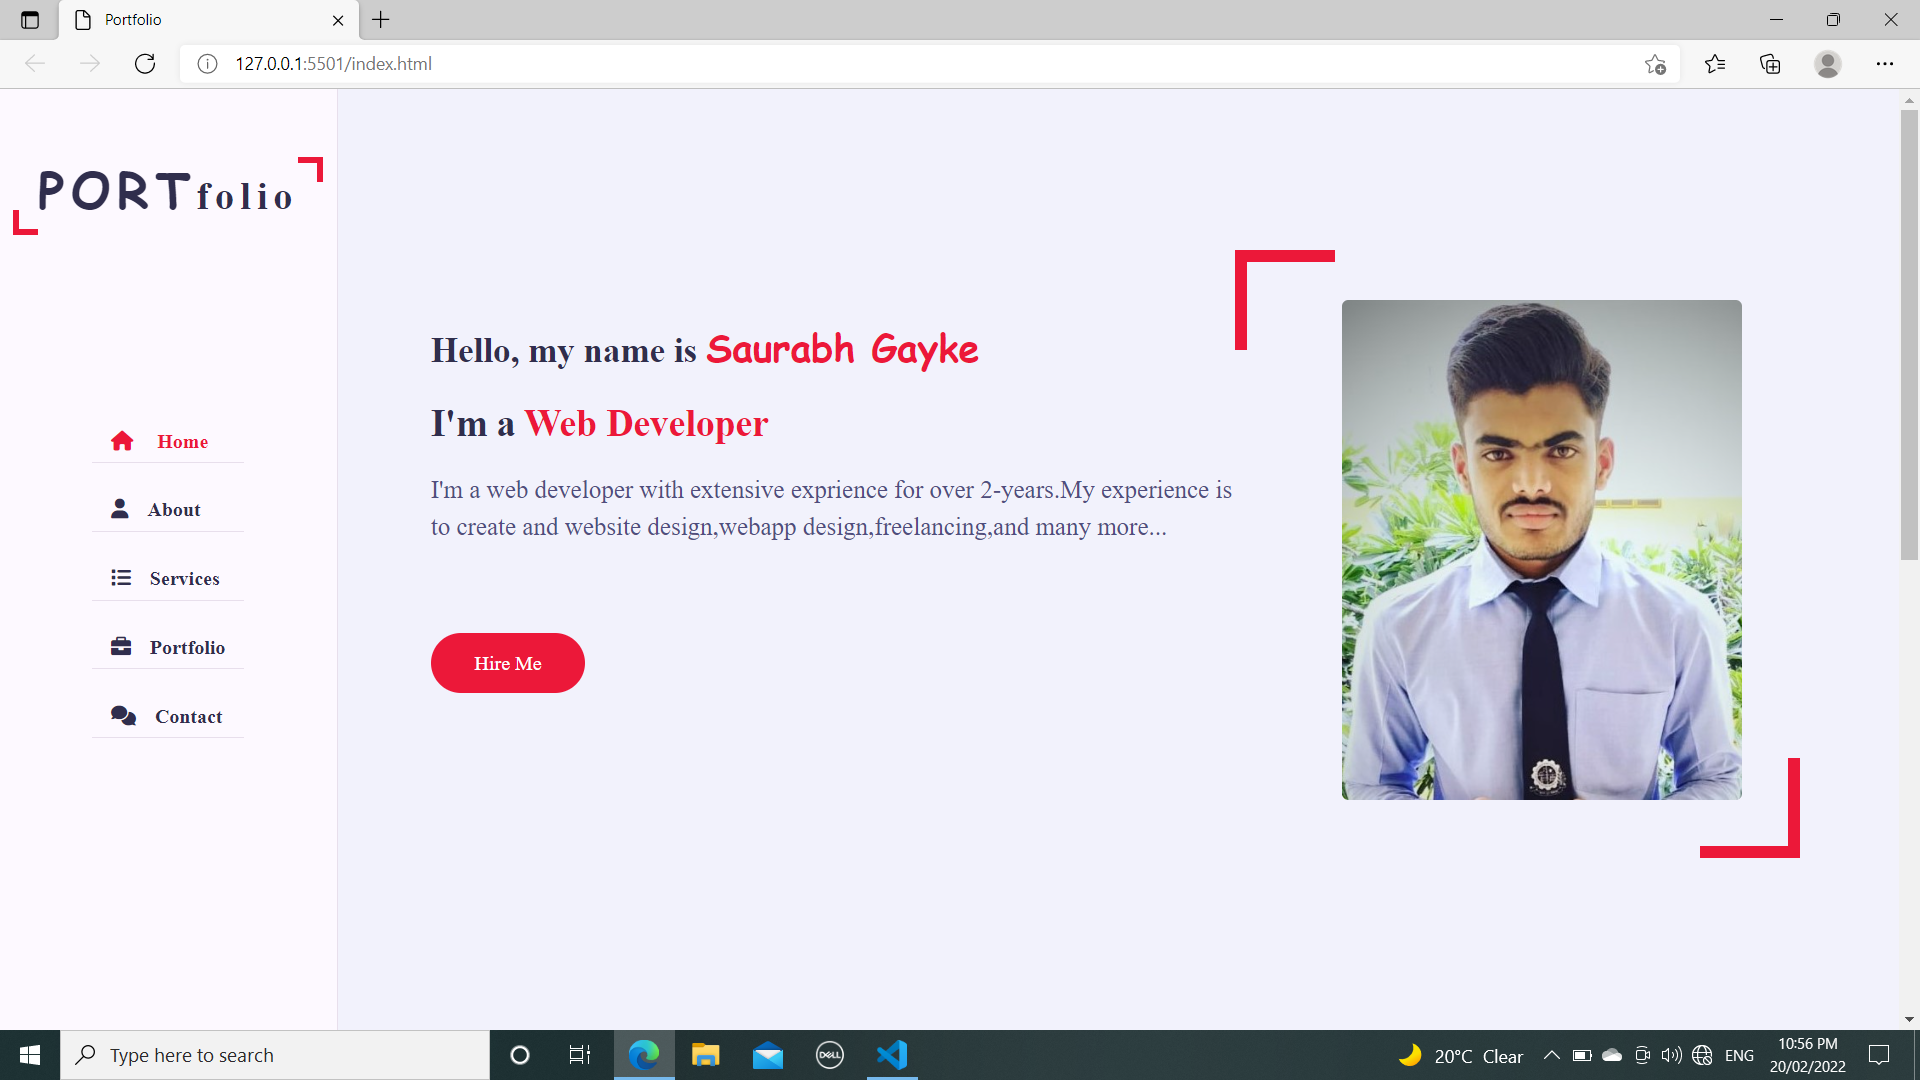 Portfolio
127.0.0.1:5501/index.html
PORTfolio
Home
About
Services
Portfolio
Contact
Hello, my name is Saurabh Gayke
I'm a Web Developer
I'm a web developer with extensive exprience for over 2-years.My experience is
to create and website design,webapp design,freelancing,and many more...
Hire Me
Type here to search
DELL
20°C Clear
ENG
10:56 PM
20/02/2022